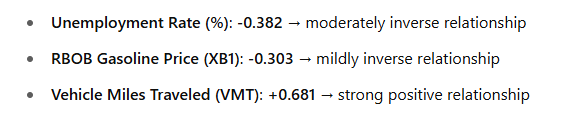 • Unemployment Rate (%): -0.382 → moderately inverse relationship
• RBOB Gasoline Price (XB1): -0.303 → mildly inverse relationship
• Vehicle Miles Traveled (VMT): +0.681 → strong positive relationship